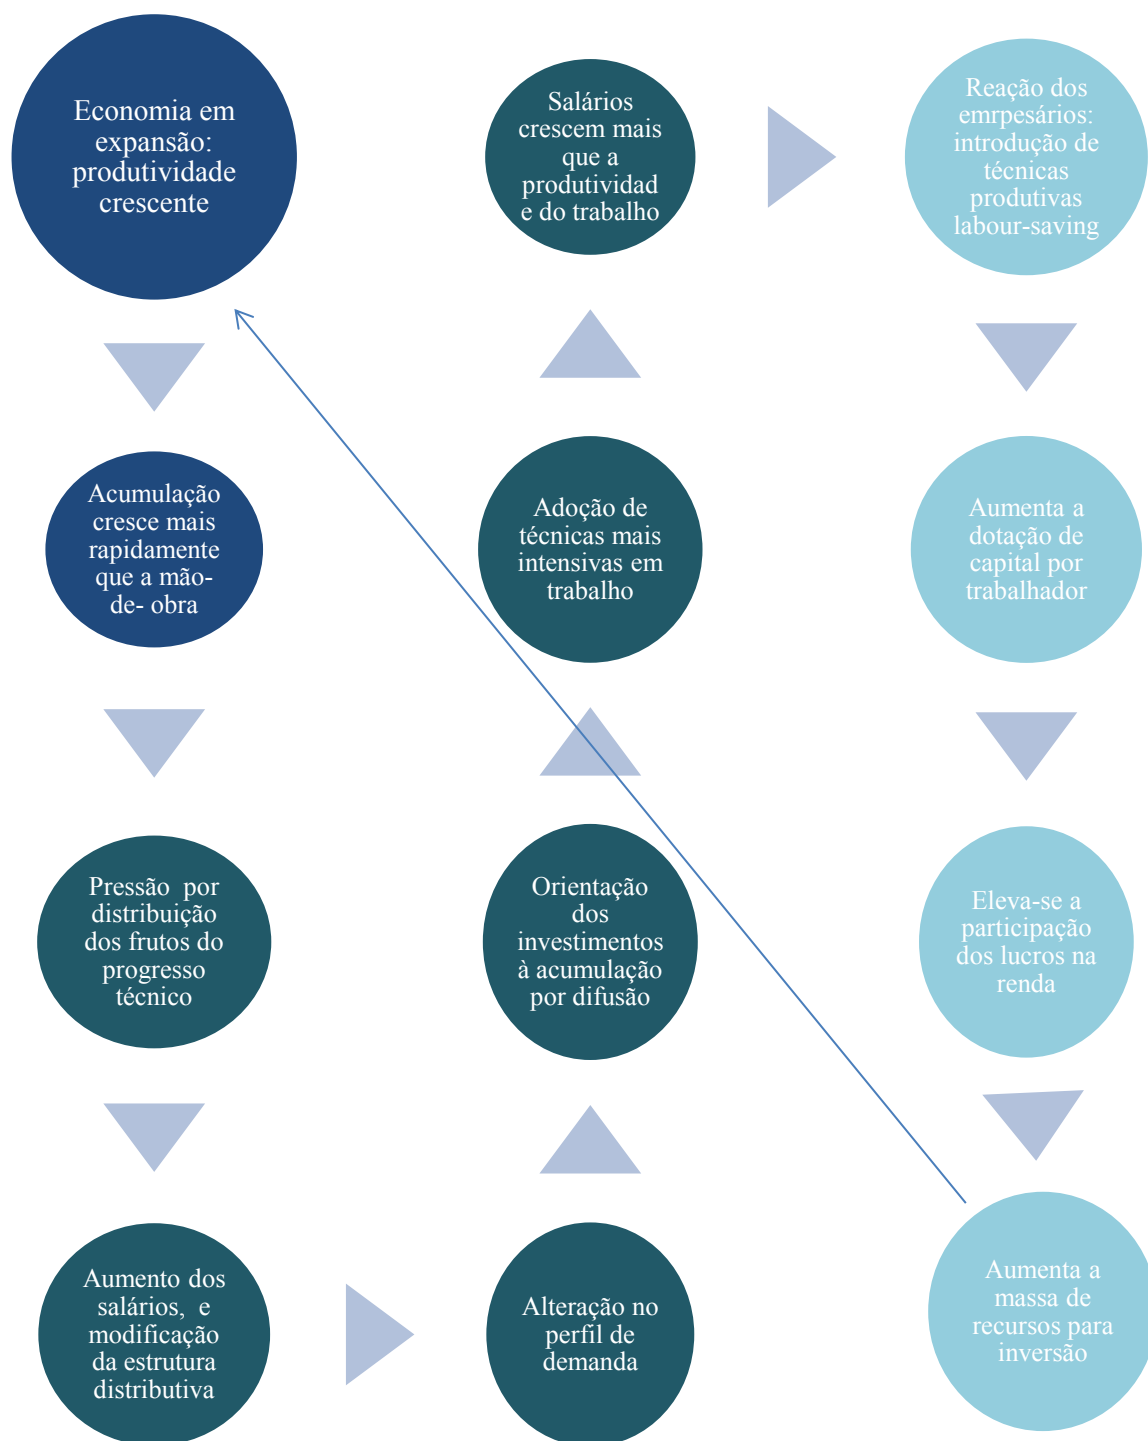 Economia em
expansão:
produtividade
crescente
Acumulação
cresce mais
rapidamente
que a mão-
de- obra
Pressão por
distribuição
dos frutos do
progresso
técnico
Aumento dos
salários, e
modificação
da estrutura
distributiva
Alteração no
perfil de
demanda
Orientação
dos
investimentos
à acumulação
por difusão
Adoção de
técnicas mais
intensivas em
trabalho
Salários
crescem mais
que a
produtividad
e do trabalho
Reação dos
emrpesários:
introdução de
técnicas
produtivas
labour-saving
Aumenta a
dotação de
capital por
trabalhador
Eleva-se a
participação
dos lucros na
renda
Aumenta a
massa de
recursos para
inversão